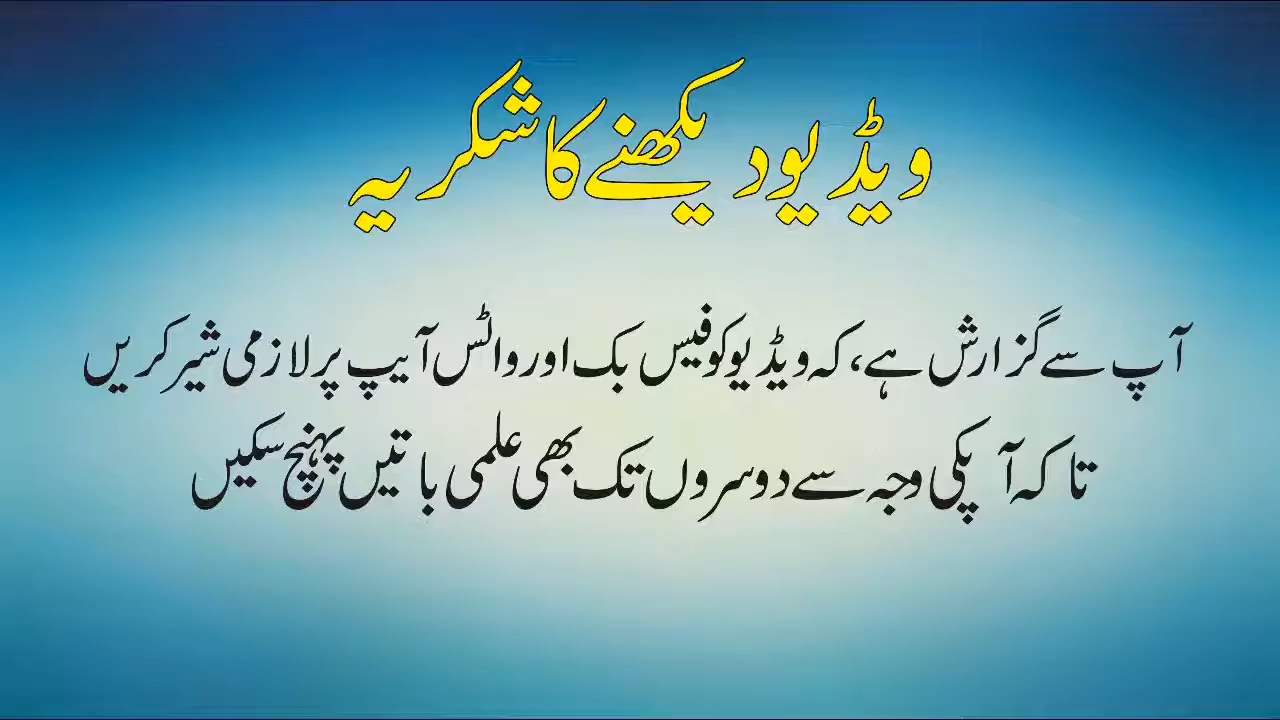 ویڈیو دیکھنے کا شکریہ
آپ سے گزارش ہے، کہ ویڈیو کو فیس بک اور واٹس آیپ پر لازمی شیر کریں
تا کہ آپکی وجہ سے دوسروں تک بھی علمی باتیں پہنچ سکیں